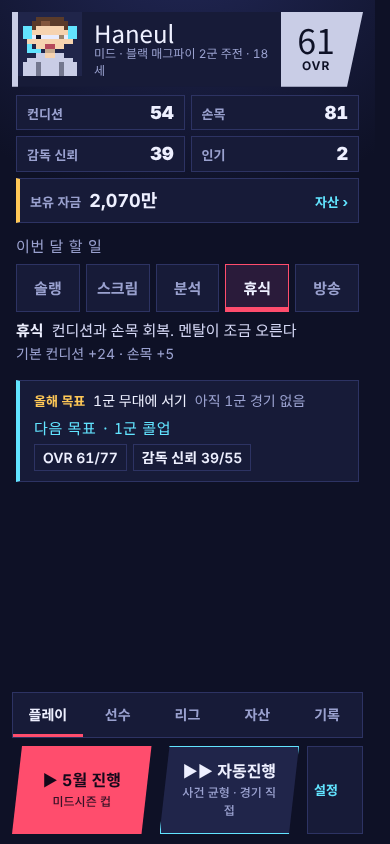 Haneul
미드 · 블랙 매그파이 2군 주전 · 18
세
61
OVR
컨디션 54
손목 81
감독 신뢰 39
인기 2
보유 자금 2,070만
자산 ›
이번 달 할 일
솔랭
스크림
분석
휴식
방송
휴식 컨디션과 손목 회복. 멘탈이 조금 오른다
기본 컨디션 +24 · 손목 +5
올해 목표 1군 무대에 서기 아직 1군 경기 없음
다음 목표 · 1군 콜업
OVR 61/77
감독 신뢰 39/55
플레이
선수
리그
자산
기록
▶ 5월 진행
미드시즌 컵
▶▶ 자동진행
사건 균형 · 경기 직
접
설정